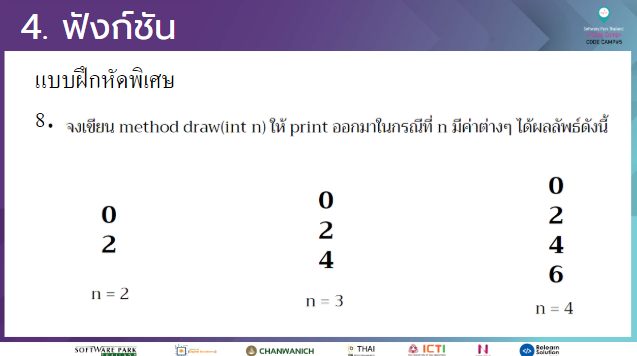 4. ฟังก์ชัน
Software Park Thailand
CODE CAMPUS
แบบฝึกหัดพิเศษ
8. จงเขียน method draw(int n) ให้ print ออกมาในกรณีที่ n มีค่าต่างๆ ได้ผลลัพธ์ดังนี้
0
2
n = 2
0
2
4
n = 3
0
2
4
6
n = 4
SOFTWARE PARK
THAILAND
CHANWANICH
THAI
ICTI
N
Relearn
Solution